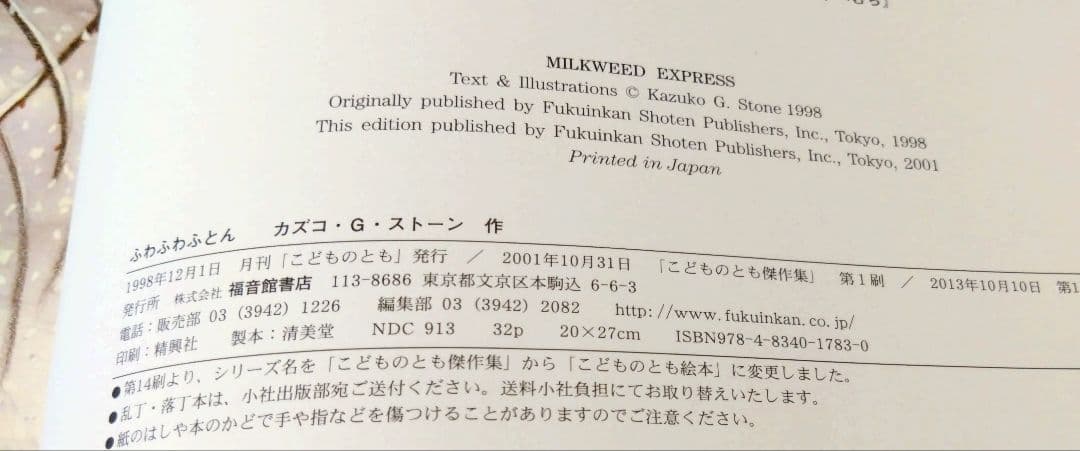 MILKWEED EXPRESS
Text & Illustrations © Kazuko G. Stone 1998
Originally published by Fukuinkan Shoten Publishers, Inc., Tokyo, 1998
This edition published by Fukuinkan Shoten Publishers, Inc., Tokyo, 2001
Printed in Japan
ふわふわふとん カズコ・G・ストーン 作
1998年12月1日 月刊「こどものとも」発行 ／ 2001年10月31日 「こどものとも傑作集」 第1刷 ／ 2013年10月10日
発行所 株式会社 福音館書店 113-8686 東京都文京区本駒込 6-6-3
電話：販売部 03 (3942) 1226 編集部 03 (3942) 2082 http://www.fukuinkan.co.jp/
印刷：精興社 製本：清美堂 NDC 913 32p 20×27cm ISBN978-4-8340-1783-0
●第14刷より、シリーズ名を「こどものとも傑作集」から「こどものとも絵本」に変更しました。
●乱丁・落丁本は、小社出版部宛ご送付ください。送料小社負担にてお取り替えいたします。
●紙のはしや本のかどで手や指などを傷つけることがありますのでご注意ください。